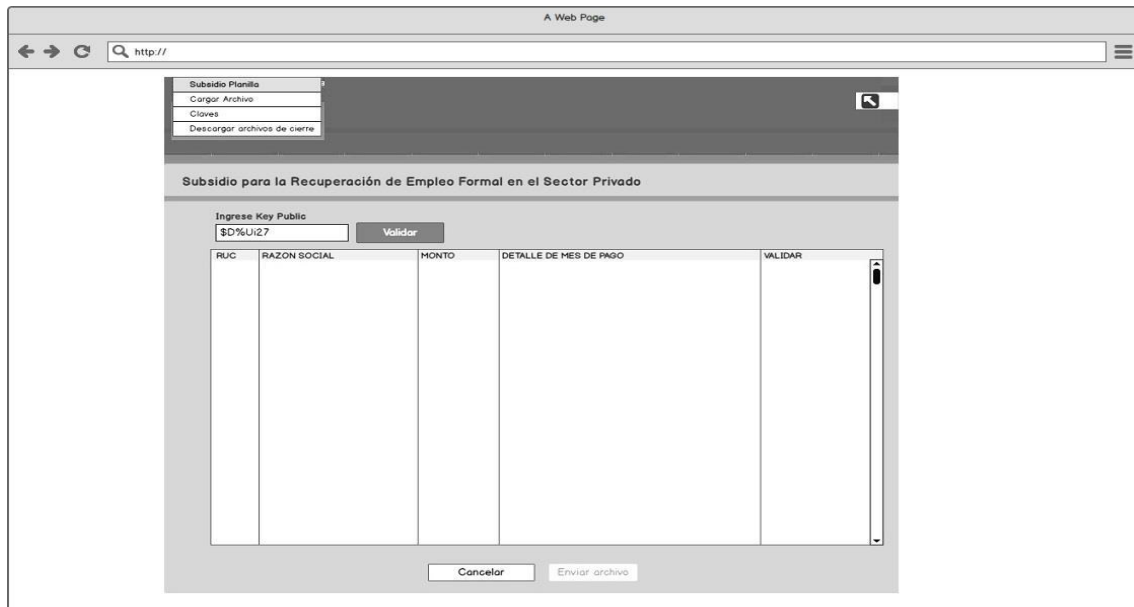 A Web Page
http://
Subsidio Planilla
Cargar Archivo
Claves
Descargar archivos de cierre
Subsidio para la Recuperación de Empleo Formal en el Sector Privado
Ingrese Key Public
$D%Ui27 Validar
RUC RAZON SOCIAL MONTO DETALLE DE MES DE PAGO VALIDAR
Cancelar Enviar archivo